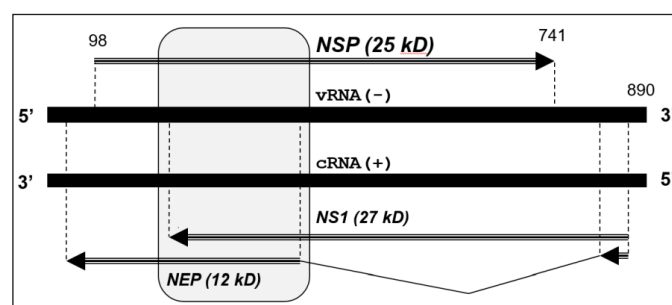 98 NSP (25 kD) 741
890
vRNA (-)
5’ 3
cRNA (+)
3’ 5
NS1 (27 kD)
NEP (12 kD)